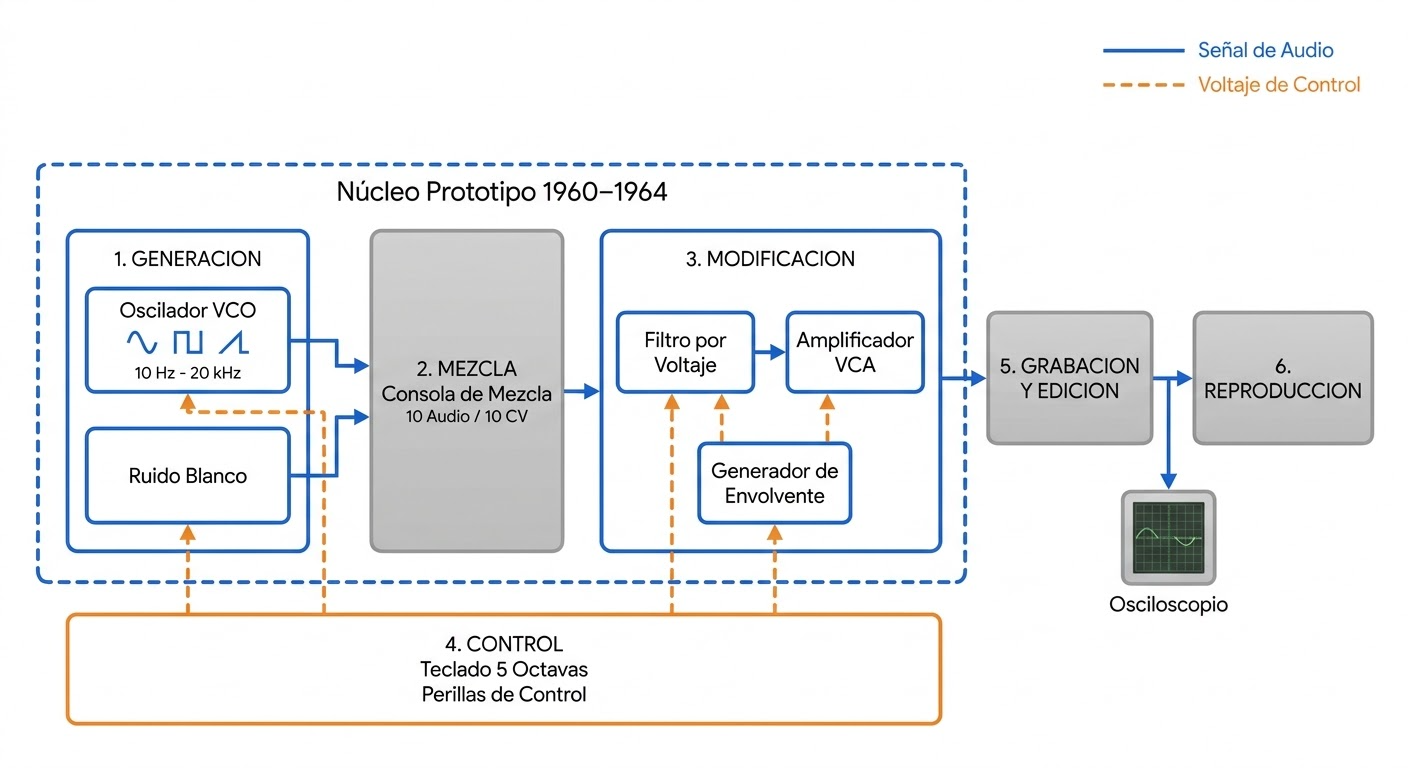 Señal de Audio
Voltaje de Control
Núcleo Prototipo 1960–1964
1. GENERACION
Oscilador VCO
10 Hz - 20 kHz
Ruido Blanco
2. MEZCLA
Consola de Mezcla
10 Audio / 10 CV
3. MODIFICACION
Filtro por
Voltaje
Amplificador
VCA
Generador de
Envolvente
5. GRABACION
Y EDICION
6.
REPRODUCCION
Osciloscopio
4. CONTROL
Teclado 5 Octavas
Perillas de Control